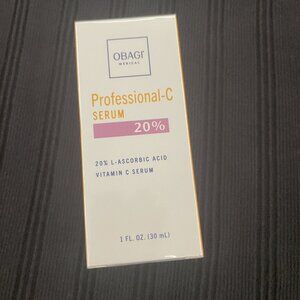 OBAGI
MEDICAL
Professional-C
SERUM
20%
20% L-ASCORBIC ACID
VITAMIN C SERUM
1 FL. OZ. (30 mL)